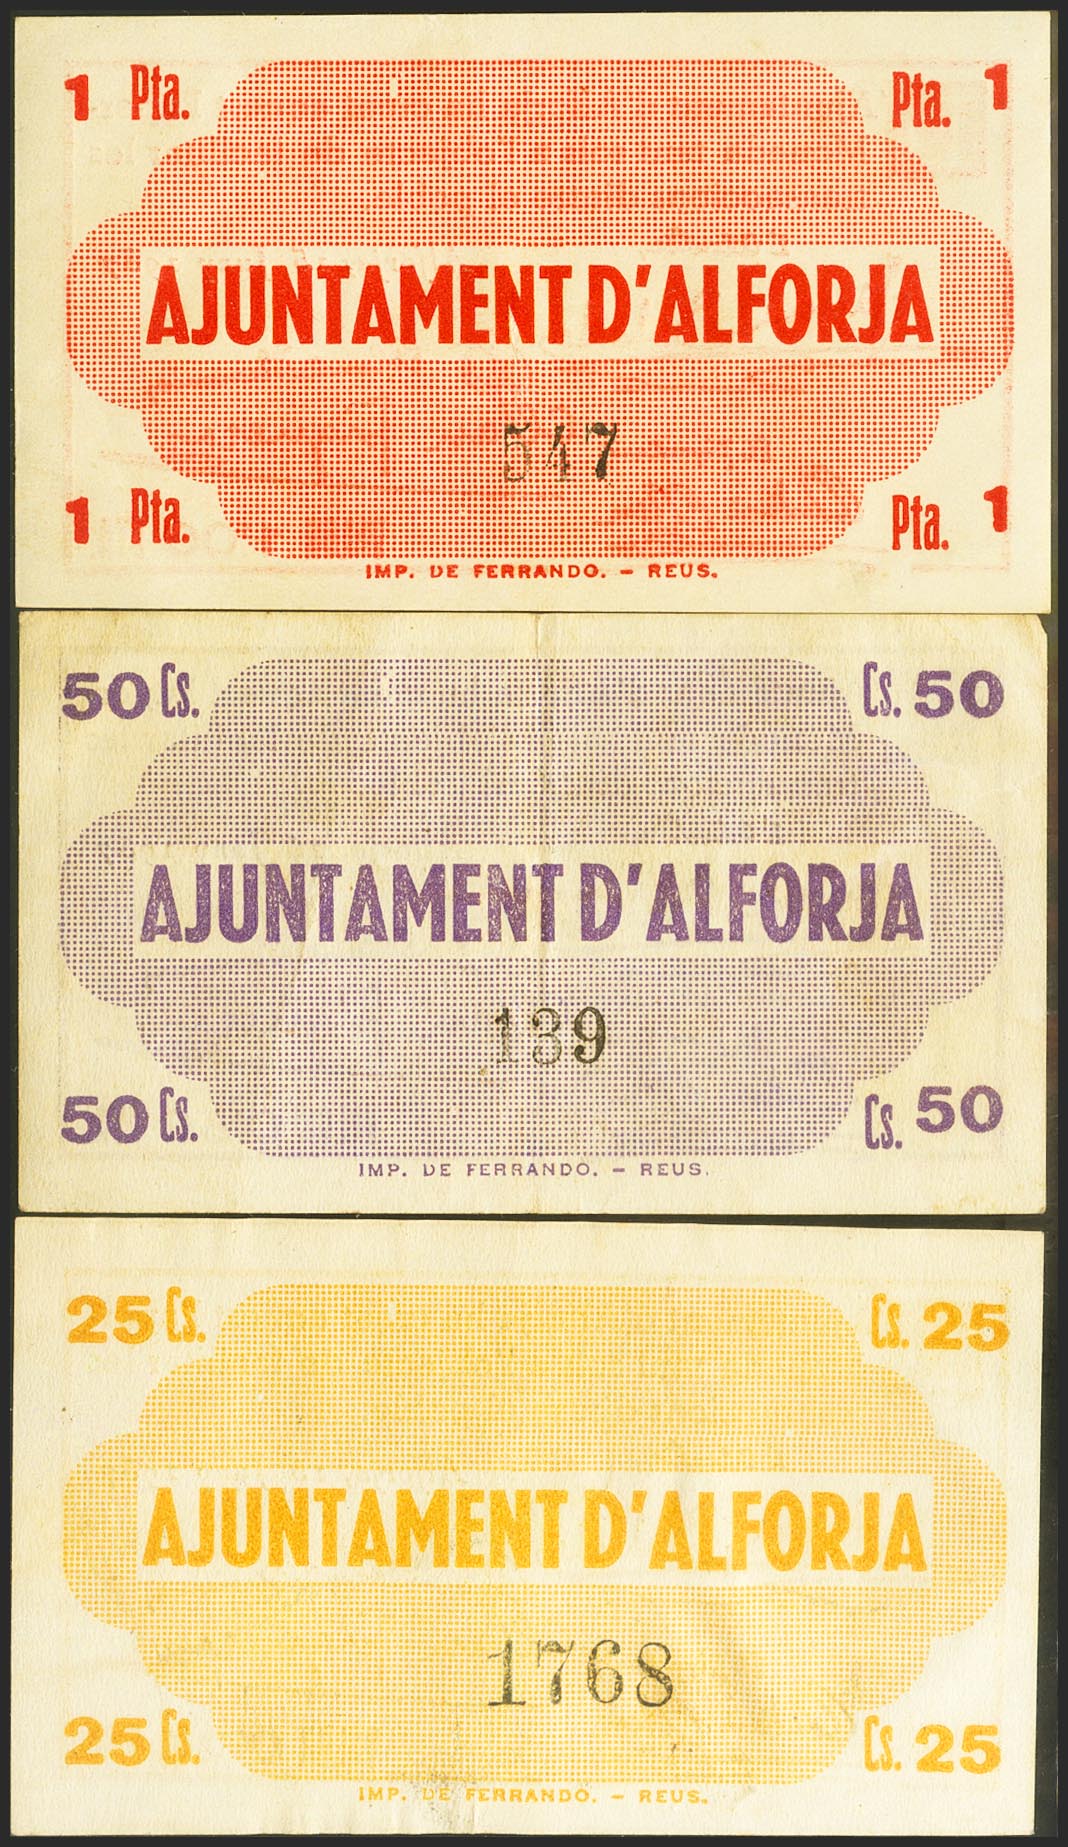 1 Pta. Pta. 1
AJUNTAMENT D'ALFORJA
547
1 Pta. Pta. 1
IMP. DE FERRANDO. - REUS.
50 Cs. Cs. 50
AJUNTAMENT D'ALFORJA
139
50 Cs. Cs. 50
IMP. DE FERRANDO. - REUS.
25 Cs. Cs. 25
AJUNTAMENT D'ALFORJA
1768
25 Cs. Cs. 25
IMP. DE FERRANDO. - REUS.